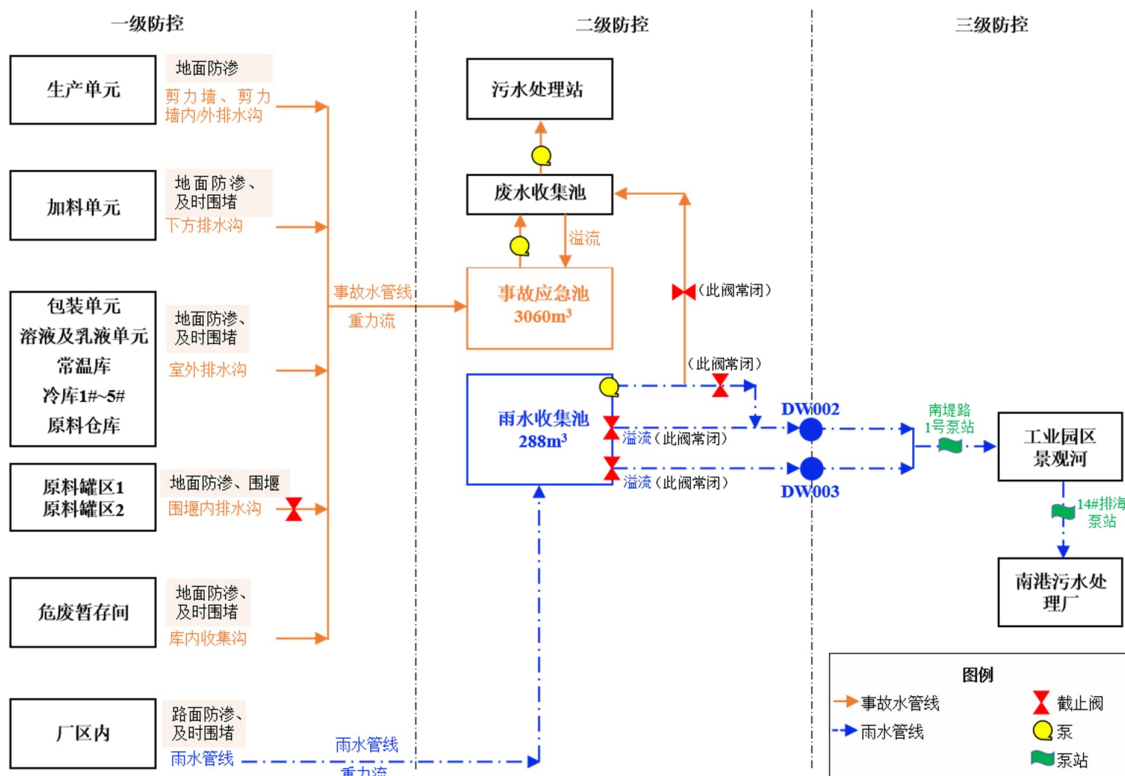 一级防控
二级防控
三级防控
生产单元
地面防渗
剪力墙、剪力
墙内/外排水沟
加料单元
地面防渗、
及时围堵
下方排水沟
包装单元
溶液及乳液单元
常温库
冷库1#~5#
原料仓库
地面防渗、
及时围堵
室外排水沟
原料罐区1
原料罐区2
地面防渗、围堰
围堰内排水沟
危废暂存间
地面防渗、
及时围堵
库内收集沟
厂区内
路面防渗、
及时围堵
雨水管线
事故水管线
重力流
雨水管线
重力流
污水处理站
Q
废水收集池
Q
溢流
事故应急池
3060m³
(此阀常闭)
(此阀常闭)
雨水收集池
288m³
Q
溢流(此阀常闭)
溢流(此阀常闭)
DW002
DW003
南堤路
1号泵站
工业园区
景观河
14#排海
泵站
南港污水处
理厂
图例
事故水管线
截止阀
雨水管线
Q
泵
泵站